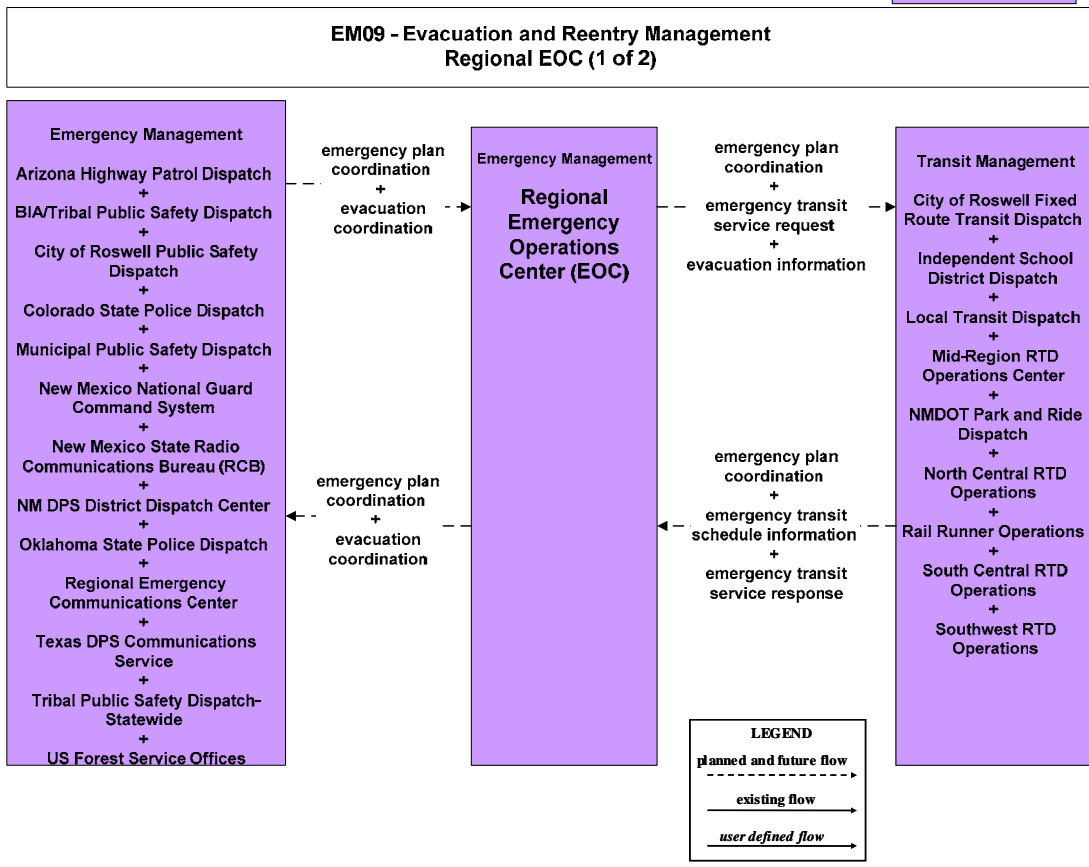 EM09 - Evacuation and Reentry Management
Regional EOC (1 of 2)
Emergency Management
Arizona Highway Patrol Dispatch
+
BIA/Tribal Public Safety Dispatch
+
City of Roswell Public Safety
Dispatch
+
Colorado State Police Dispatch
+
Municipal Public Safety Dispatch
+
New Mexico National Guard
Command System
+
New Mexico State Radio
Communications Bureau (RCB)
+
NM DPS District Dispatch Center
+
Oklahoma State Police Dispatch
+
Regional Emergency
Communications Center
+
Texas DPS Communications
Service
+
Tribal Public Safety Dispatch-
Statewide
+
US Forest Service Offices
emergency plan
coordination
+
evacuation
coordination
emergency plan
coordination
+
evacuation
coordination
Emergency Management
Regional
Emergency
Operations
Center (EOC)
emergency plan
coordination
+
emergency transit
service request
+
evacuation information
emergency plan
coordination
+
emergency transit
schedule information
+
emergency transit
service response
Transit Management
City of Roswell Fixed
Route Transit Dispatch
+
Independent School
District Dispatch
+
Local Transit Dispatch
+
Mid-Region RTD
Operations Center
+
NMDOT Park and Ride
Dispatch
+
North Central RTD
Operations
+
Rail Runner Operations
+
South Central RTD
Operations
+
Southwest RTD
Operations
LEGEND
planned and future flow
existing flow
user defined flow